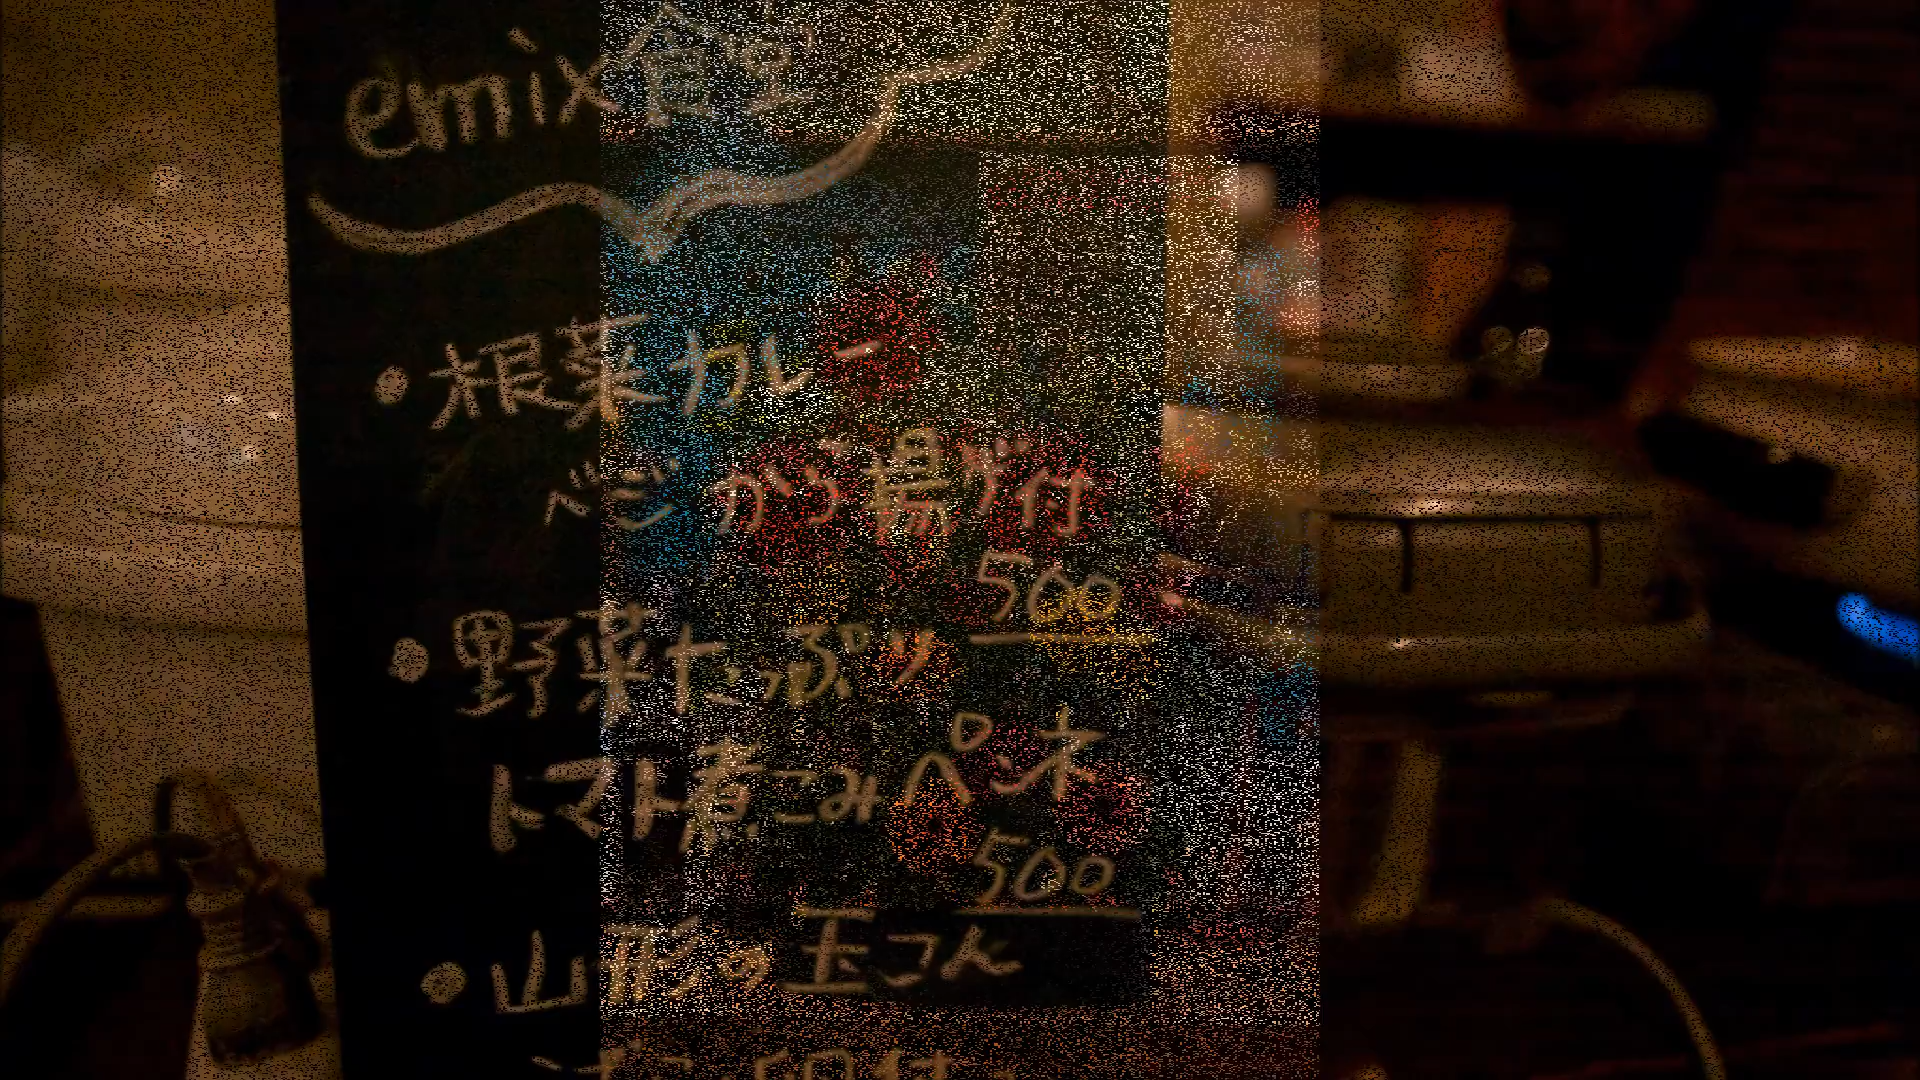 emix食堂
・根菜カレー
ベジから揚げ付
500
・野菜たっぷり
トマト煮こみペンネ
500
・山形の玉こん